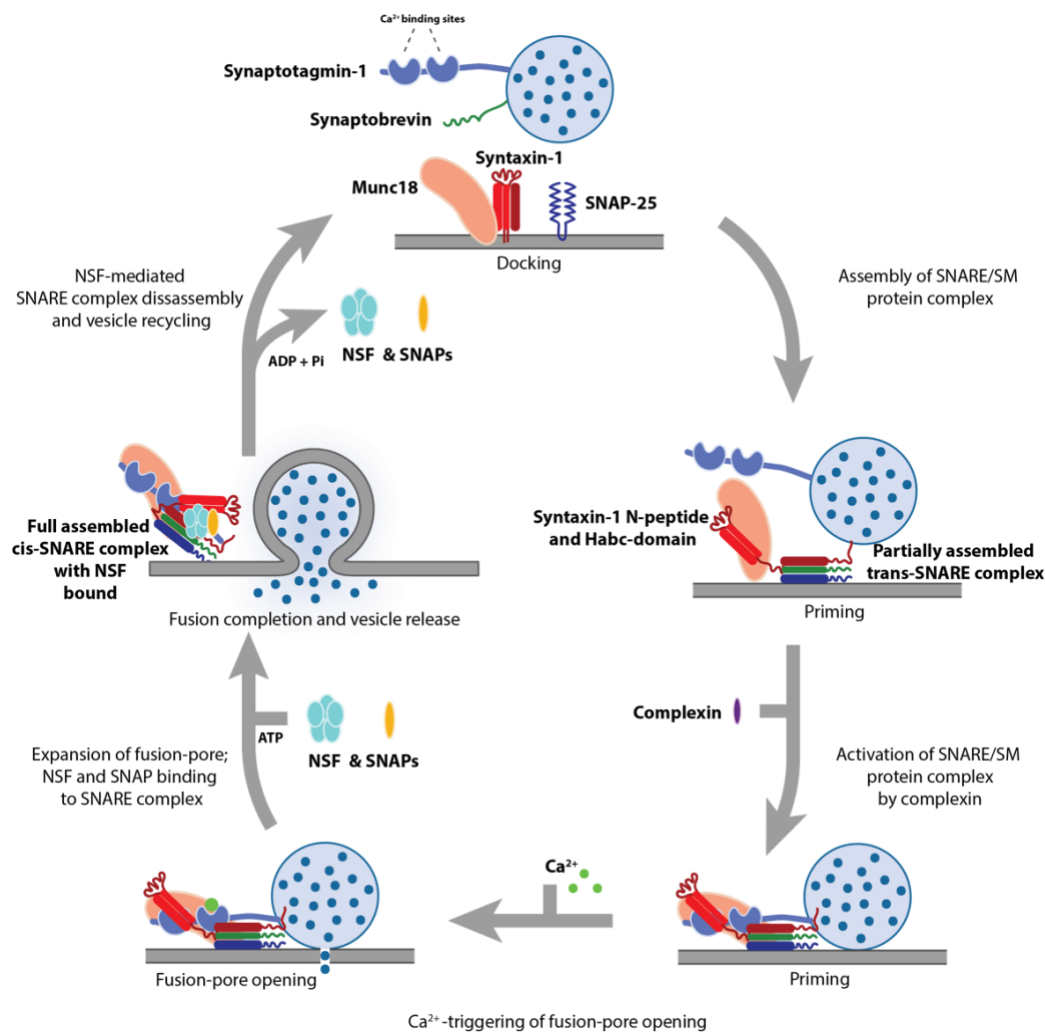 Ca²⁺ binding sites
Synaptotagmin-1
Synaptobrevin
Syntaxin-1
Munc18
SNAP-25
Docking
NSF-mediated
SNARE complex dissassembly
and vesicle recycling
ADP + Pi
NSF & SNAPs
Assembly of SNARE/SM
protein complex
Full assembled
cis-SNARE complex
with NSF
bound
Fusion completion and vesicle release
Syntaxin-1 N-peptide
and Habc-domain
Partially assembled
trans-SNARE complex
Priming
Complexin
Activation of SNARE/SM
protein complex
by complexin
Expansion of fusion-pore;
NSF and SNAP binding
to SNARE complex
ATP
NSF & SNAPs
Ca²⁺
Fusion-pore opening
Priming
Ca²⁺-triggering of fusion-pore opening